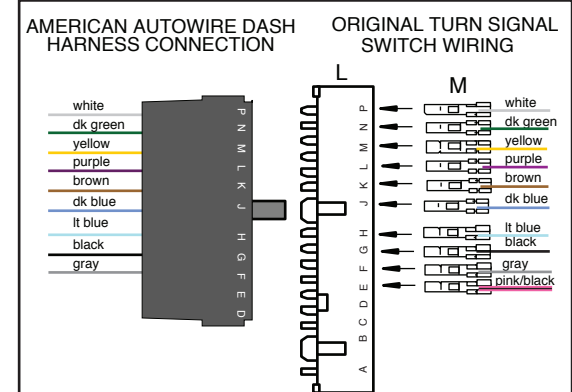 AMERICAN AUTOWIRE DASH
HARNESS CONNECTION
ORIGINAL TURN SIGNAL
SWITCH WIRING
white
dk green
yellow
purple
brown
dk blue
lt blue
black
gray
P
N
M
L
K
J
H
G
F
E
D
L
P
N
M
L
K
J
H
G
F
E
D
C
B
A
M
white
dk green
yellow
purple
brown
dk blue
lt blue
black
gray
pink/black